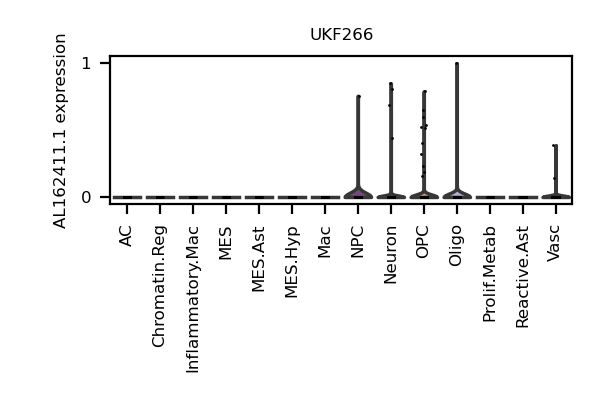 UKF266
AL162411.1 expression
1
0
AC
Chromatin.Reg
Inflammatory.Mac
MES
MES.Ast
MES.Hyp
Mac
NPC
Neuron
OPC
Oligo
Prolif.Metab
Reactive.Ast
Vasc